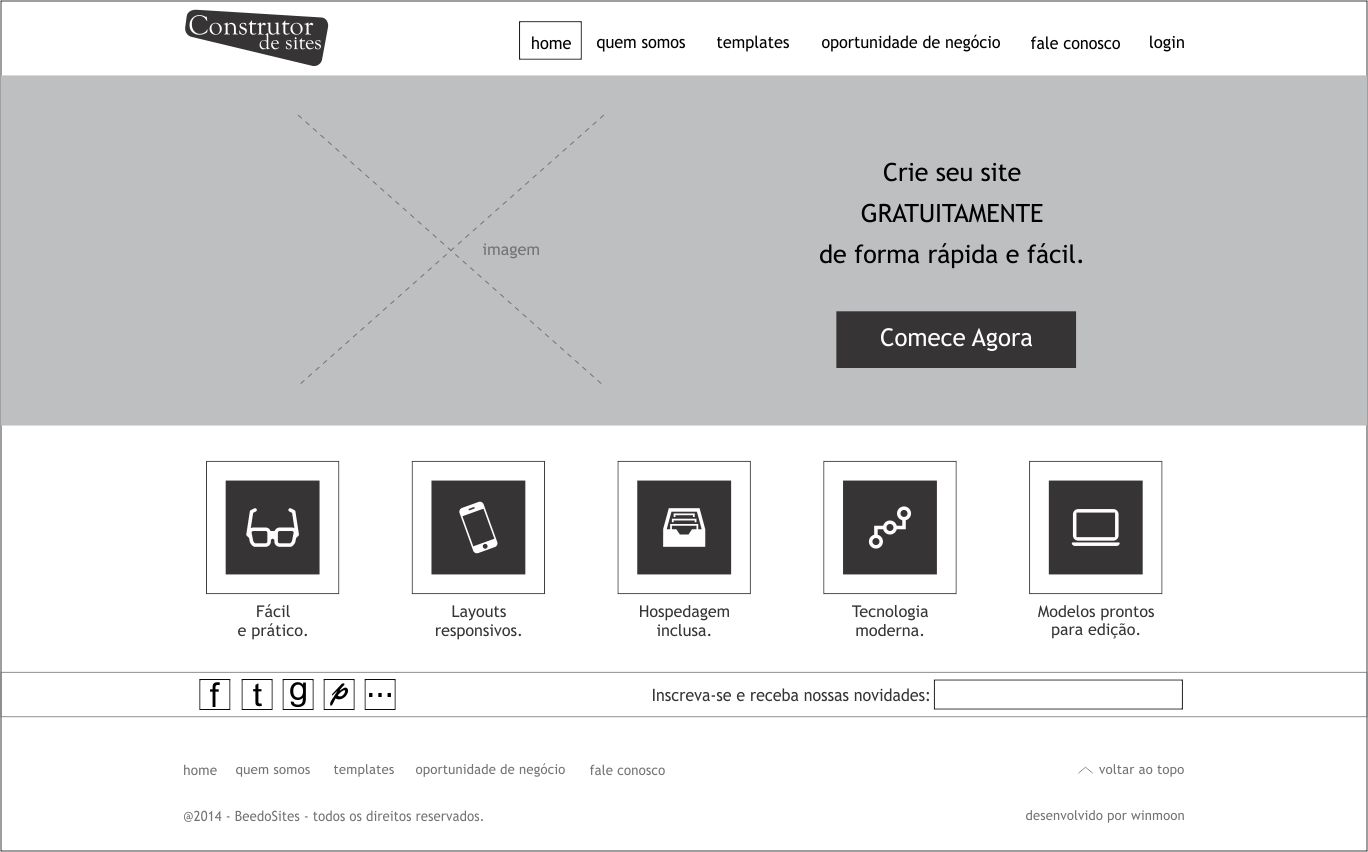 Construtor
de sites
home quem somos templates oportunidade de negócio fale conosco login
imagem
Crie seu site
GRATUITAMENTE
de forma rápida e fácil.
Comece Agora
Fácil
e prático.
Layouts
responsivos.
Hospedagem
inclusa.
Tecnologia
moderna.
Modelos prontos
para edição.
f t g p ...
Inscreva-se e receba nossas novidades:
home quem somos templates oportunidade de negócio fale conosco
voltar ao topo
@2014 - BeedoSites - todos os direitos reservados.
desenvolvido por winmoon